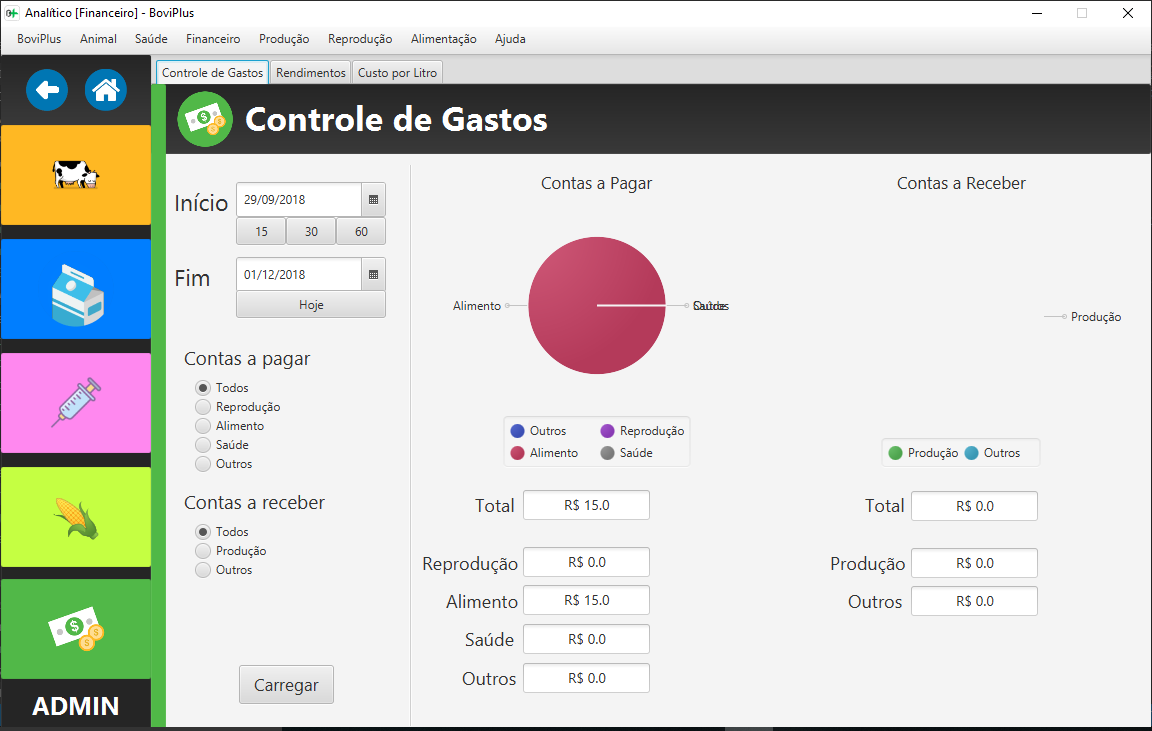 Analítico [Financeiro] - BoviPlus
BoviPlus Animal Saúde Financeiro Produção Reprodução Alimentação Ajuda
Controle de Gastos Rendimentos Custo por Litro
Controle de Gastos
Início 29/09/2018
15 30 60
Fim 01/12/2018
Hoje
Contas a pagar
Todos
Reprodução
Alimento
Saúde
Outros
Contas a receber
Todos
Produção
Outros
Carregar
Contas a Pagar
Alimento
Outros Reprodução
Alimento Saúde
Total R$ 15.0
Reprodução R$ 0.0
Alimento R$ 15.0
Saúde R$ 0.0
Outros R$ 0.0
Contas a Receber
Produção
Produção Outros
Total R$ 0.0
Produção R$ 0.0
Outros R$ 0.0
ADMIN